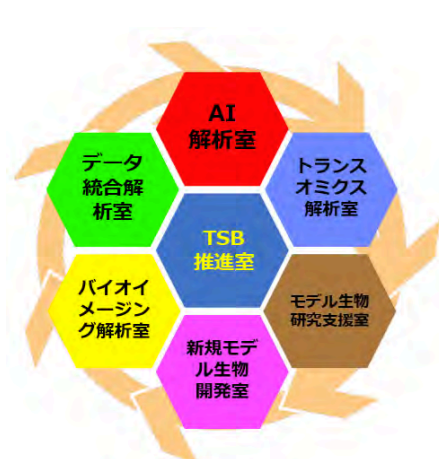 AI
解析室
データ
統合解
析室
トランス
オミクス
解析室
TSB
推進室
バイオイ
メージン
グ解析室
モデル生物
研究支援室
新規モデ
ル生物
開発室